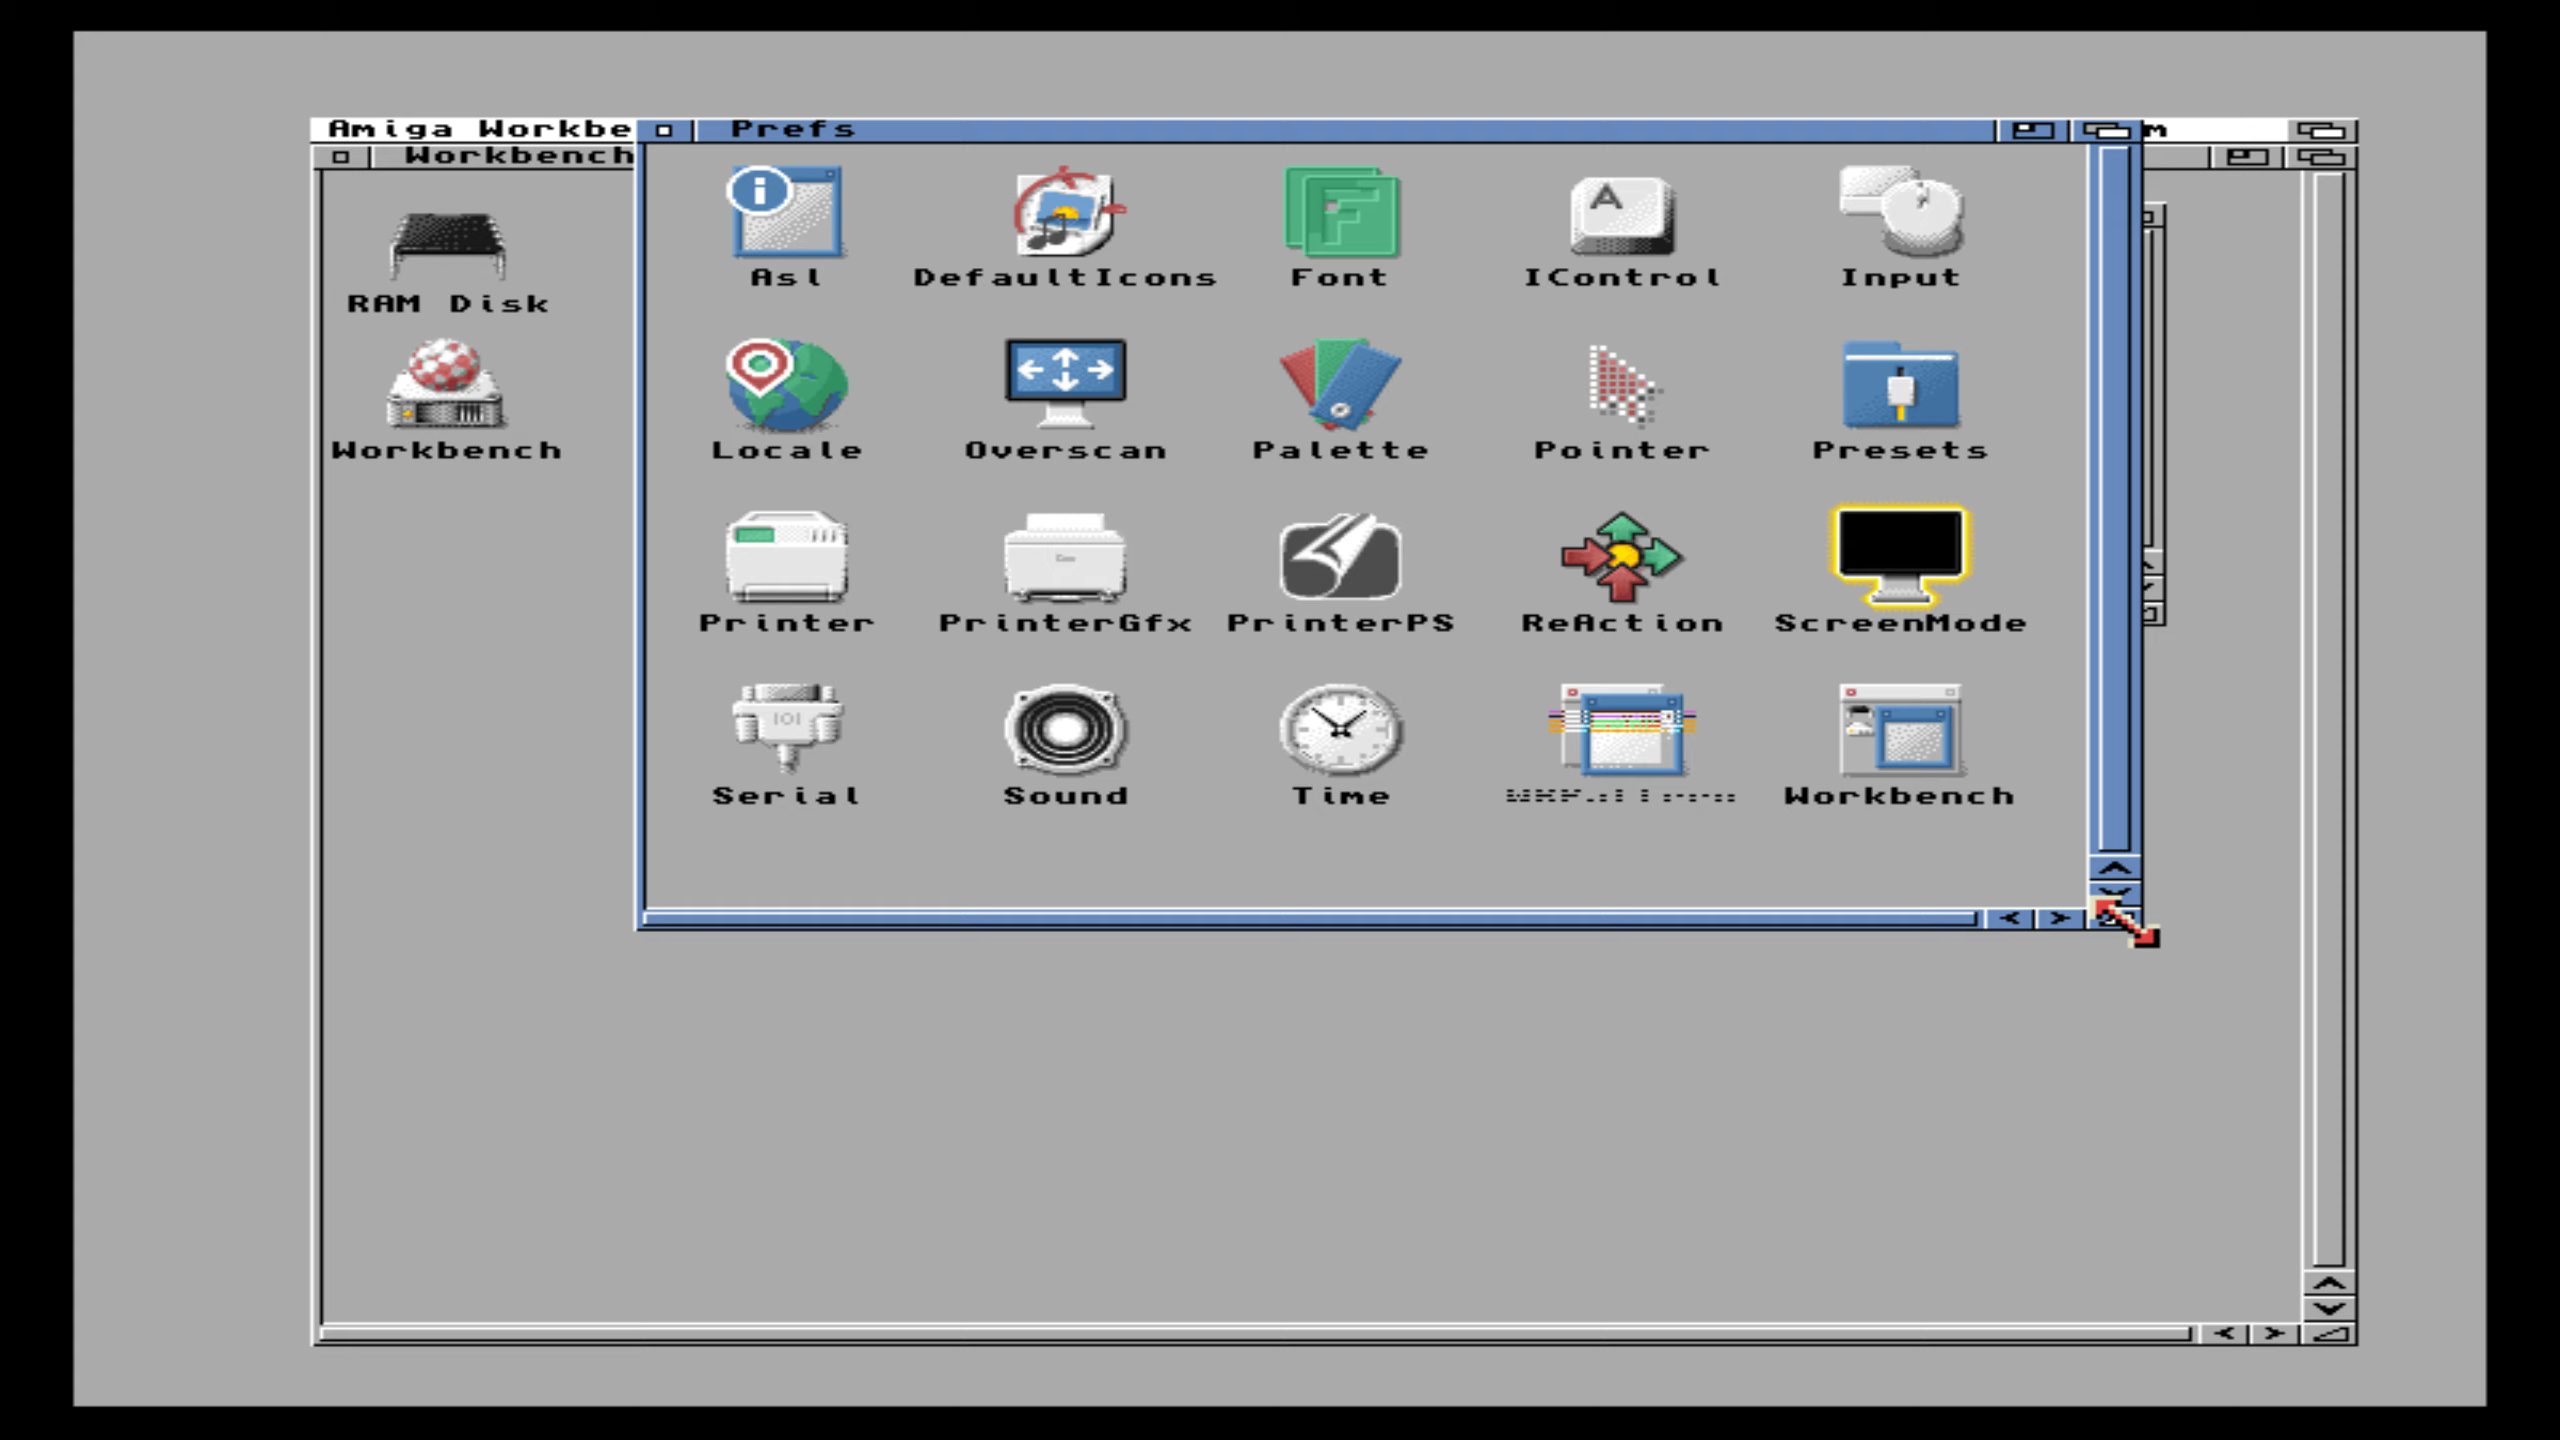 Amiga Workbe
Prefs
m
Workbench
Asl
DefaultIcons
Font
IControl
Input
RAM Disk
Locale
Overscan
Palette
Pointer
Presets
Workbench
Printer
PrinterGfx
PrinterPS
ReAction
ScreenMode
Serial
Sound
Time
Workbench